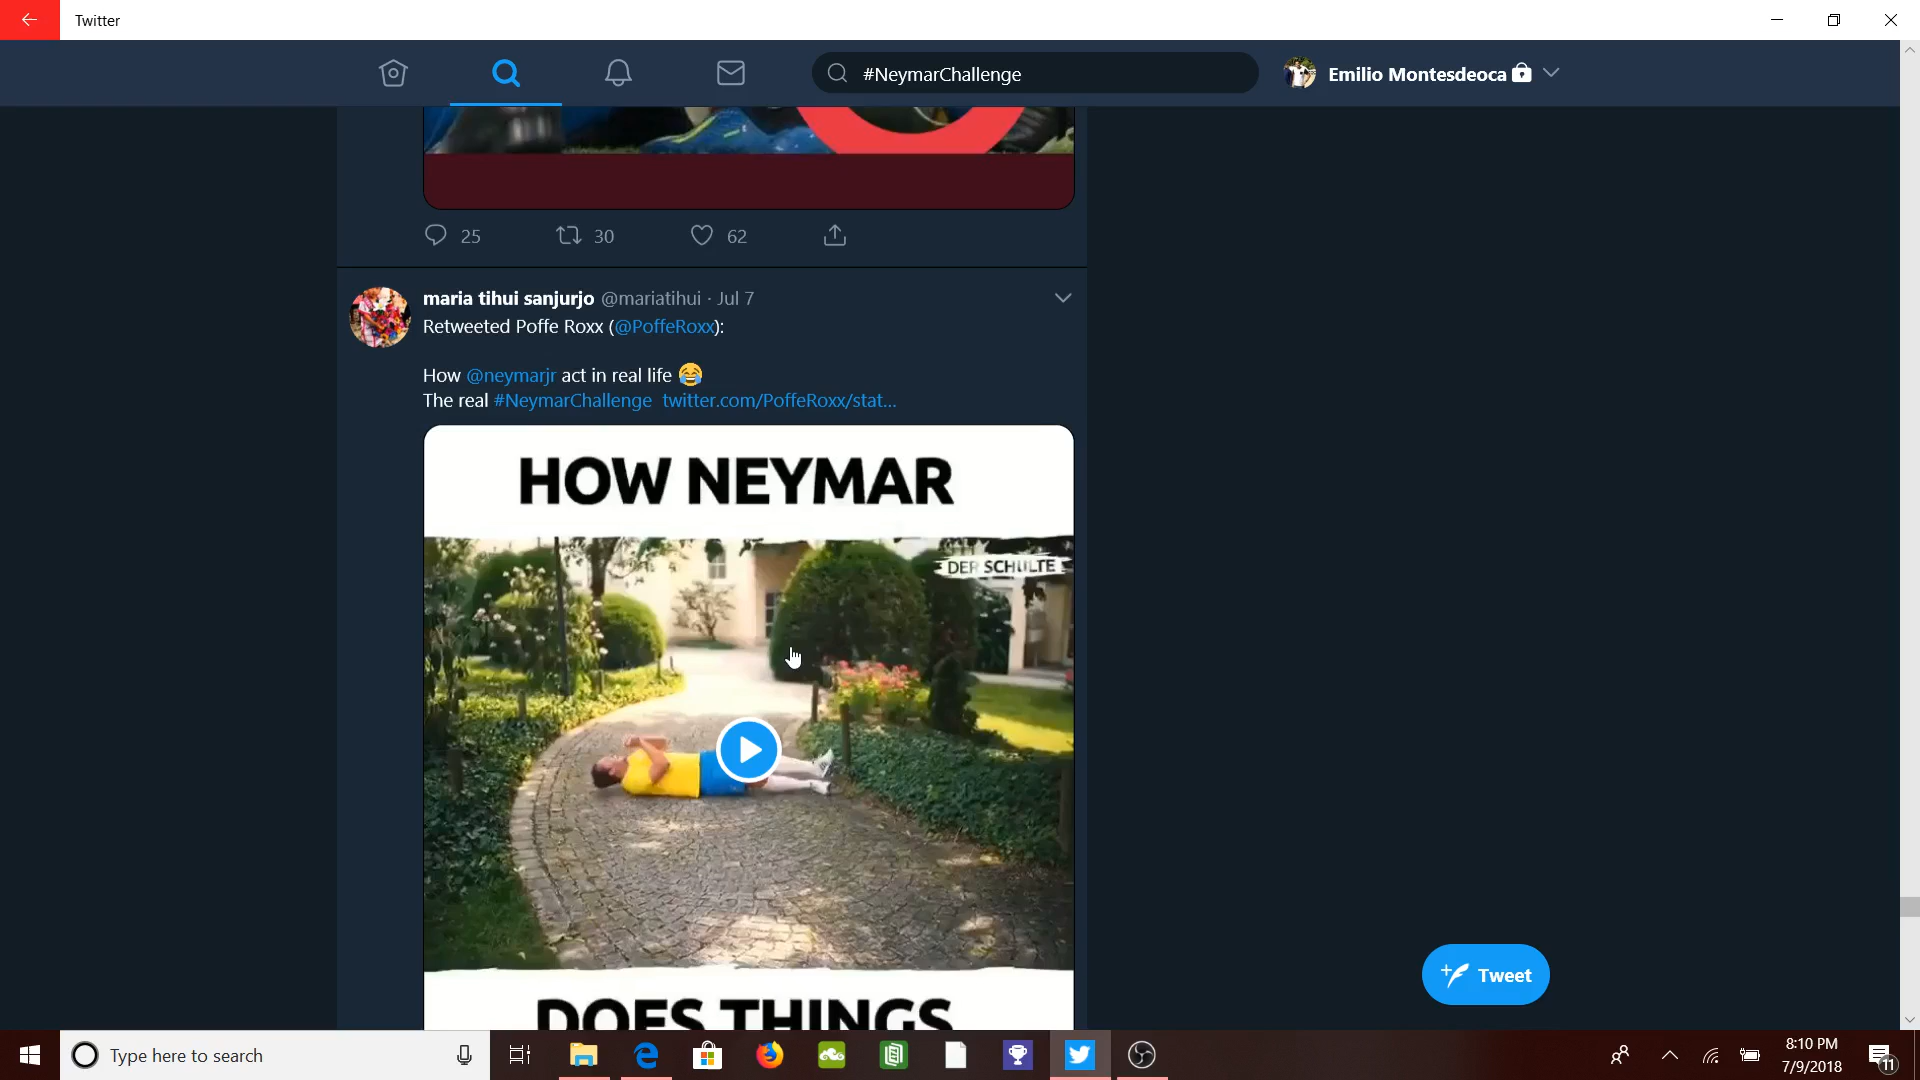 Twitter
#NeymarChallenge
Emilio Montesdeoca
25 30 62
maria tihui sanjurjo @mariatihui · Jul 7
Retweeted Poffe Roxx (@PoffeRoxx):
How @neymarjr act in real life 😂
The real #NeymarChallenge twitter.com/PoffeRoxx/stat...
HOW NEYMAR
DER SCHULTE
DOES THINGS
Tweet
Type here to search
8:10 PM
7/9/2018
11